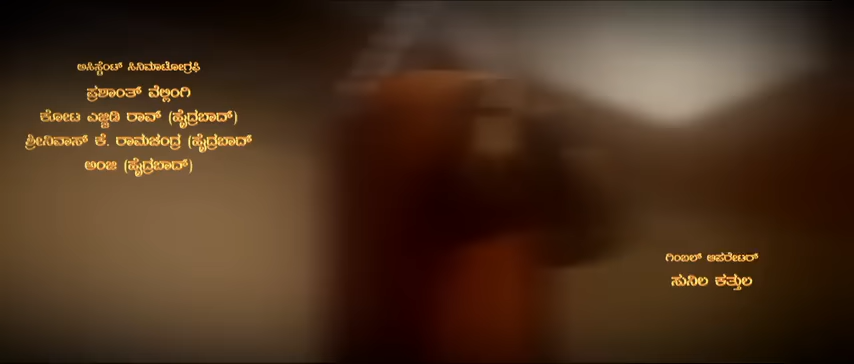 ಅಸಿಸ್ಟೆಂಟ್ ಸಿನಿಮಾಟೋಗ್ರಫಿ
ಪ್ರಶಾಂತ್ ವೆಲ್ಲಿಂಗಿ
ಕೋಟ ಎಜ್ಜಿಡಿ ರಾವ್ (ಹೈದ್ರಬಾದ್)
ಶ್ರೀನಿವಾಸ್ ಕೆ. ರಾಮಚಂದ್ರ (ಹೈದ್ರಬಾದ್
ಅಂಜಿ (ಹೈದ್ರಬಾದ್)
ಗಿಂಬಲ್ ಆಪರೇಟರ್
ಸುನಿಲ ಕತ್ತುಲ